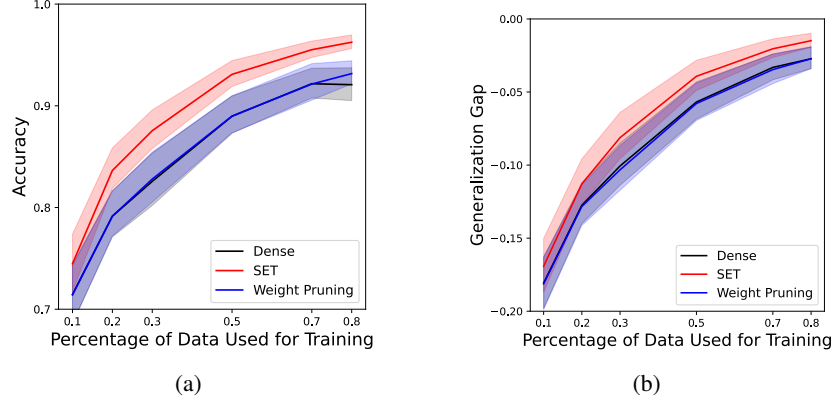 1.0
0.9
0.8
0.7
Accuracy
0.1 0.2 0.3 0.5 0.7 0.8
Percentage of Data Used for Training
Dense
SET
Weight Pruning
(a)
0.00
−0.05
−0.10
−0.15
−0.20
Generalization Gap
0.1 0.2 0.3 0.5 0.7 0.8
Percentage of Data Used for Training
Dense
SET
Weight Pruning
(b)